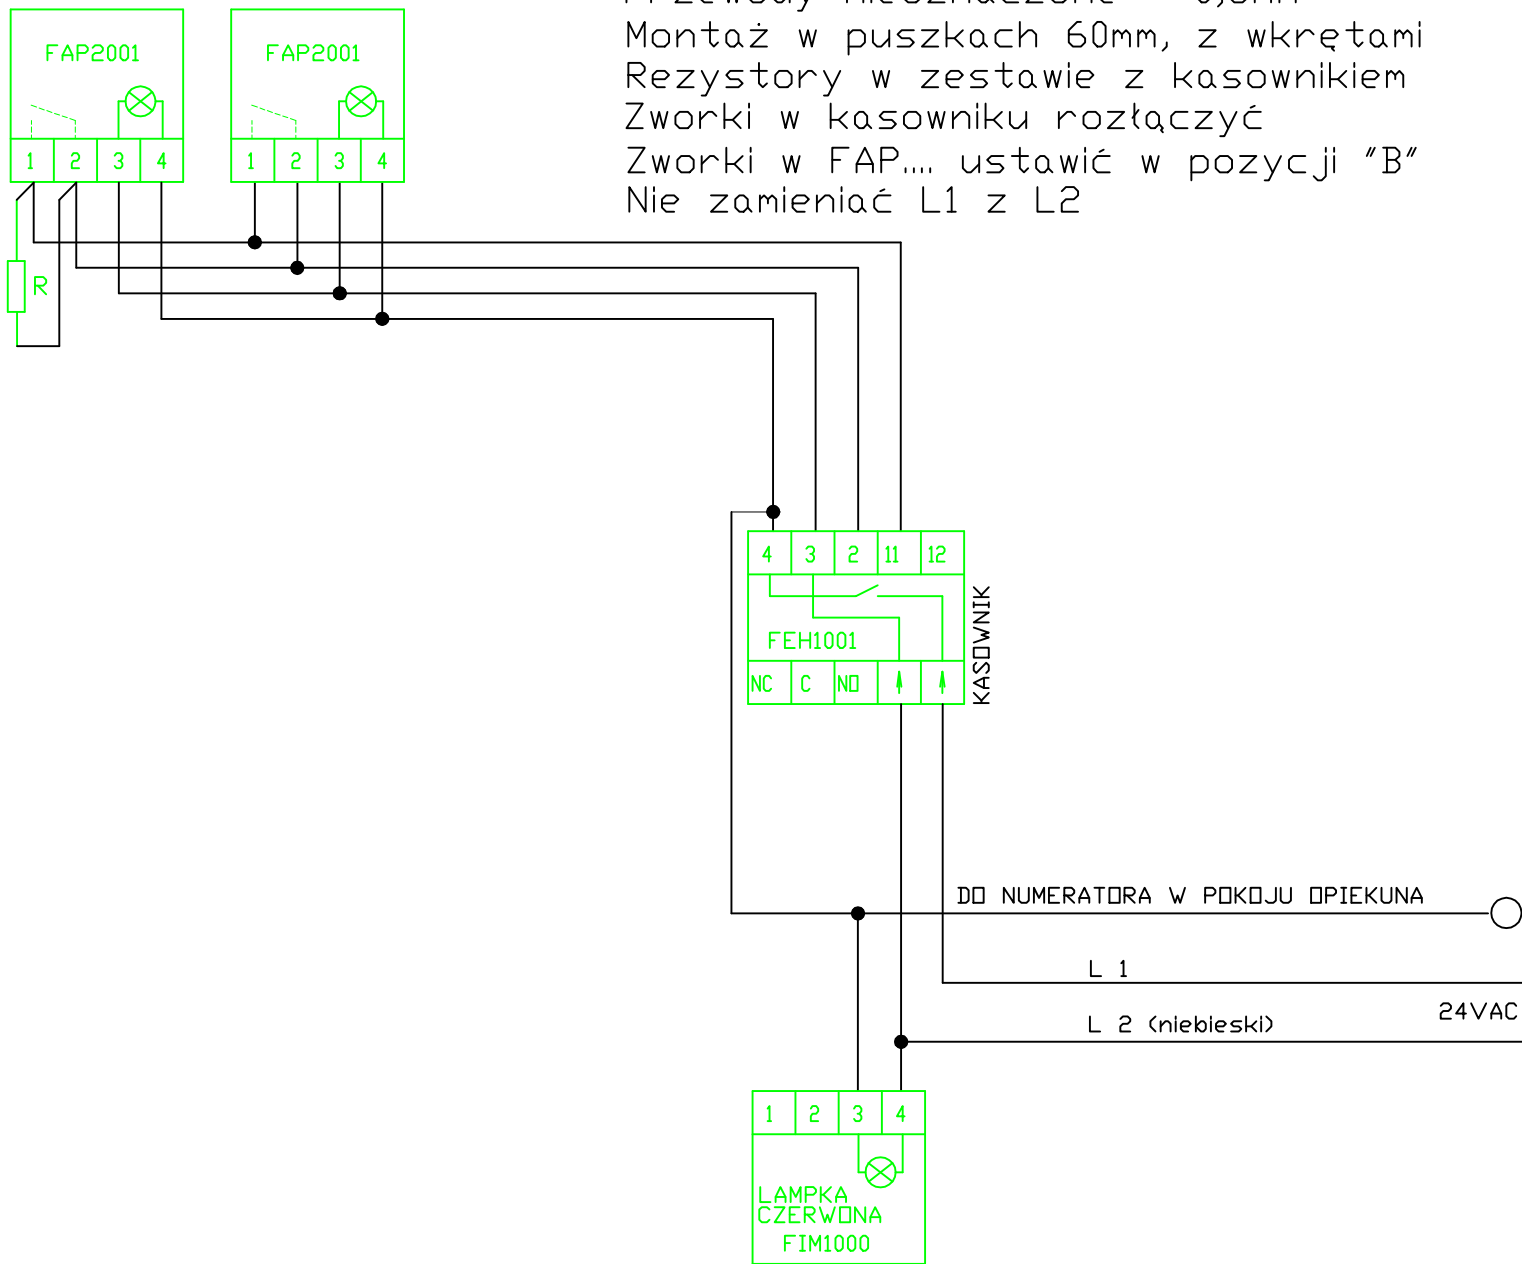 Przewody nieoznaczone
Montaż w puszkach 60mm, z wkrętami
Rezystory w zestawie z kasownikiem
Zworki w kasowniku rozłączyć
Zworki w FAP.... ustawić w pozycji "B"
Nie zamieniać L1 z L2
FAP2001
FAP2001
1 2 3 4
1 2 3 4
R
4 3 2 11 12
FEH1001
KASOWNIK
NC C NO
DO NUMERATORA W POKOJU OPIEKUNA
L 1
24VAC
L 2 (niebieski)
1 2 3 4
LAMPKA
CZERWONA
FIM1000